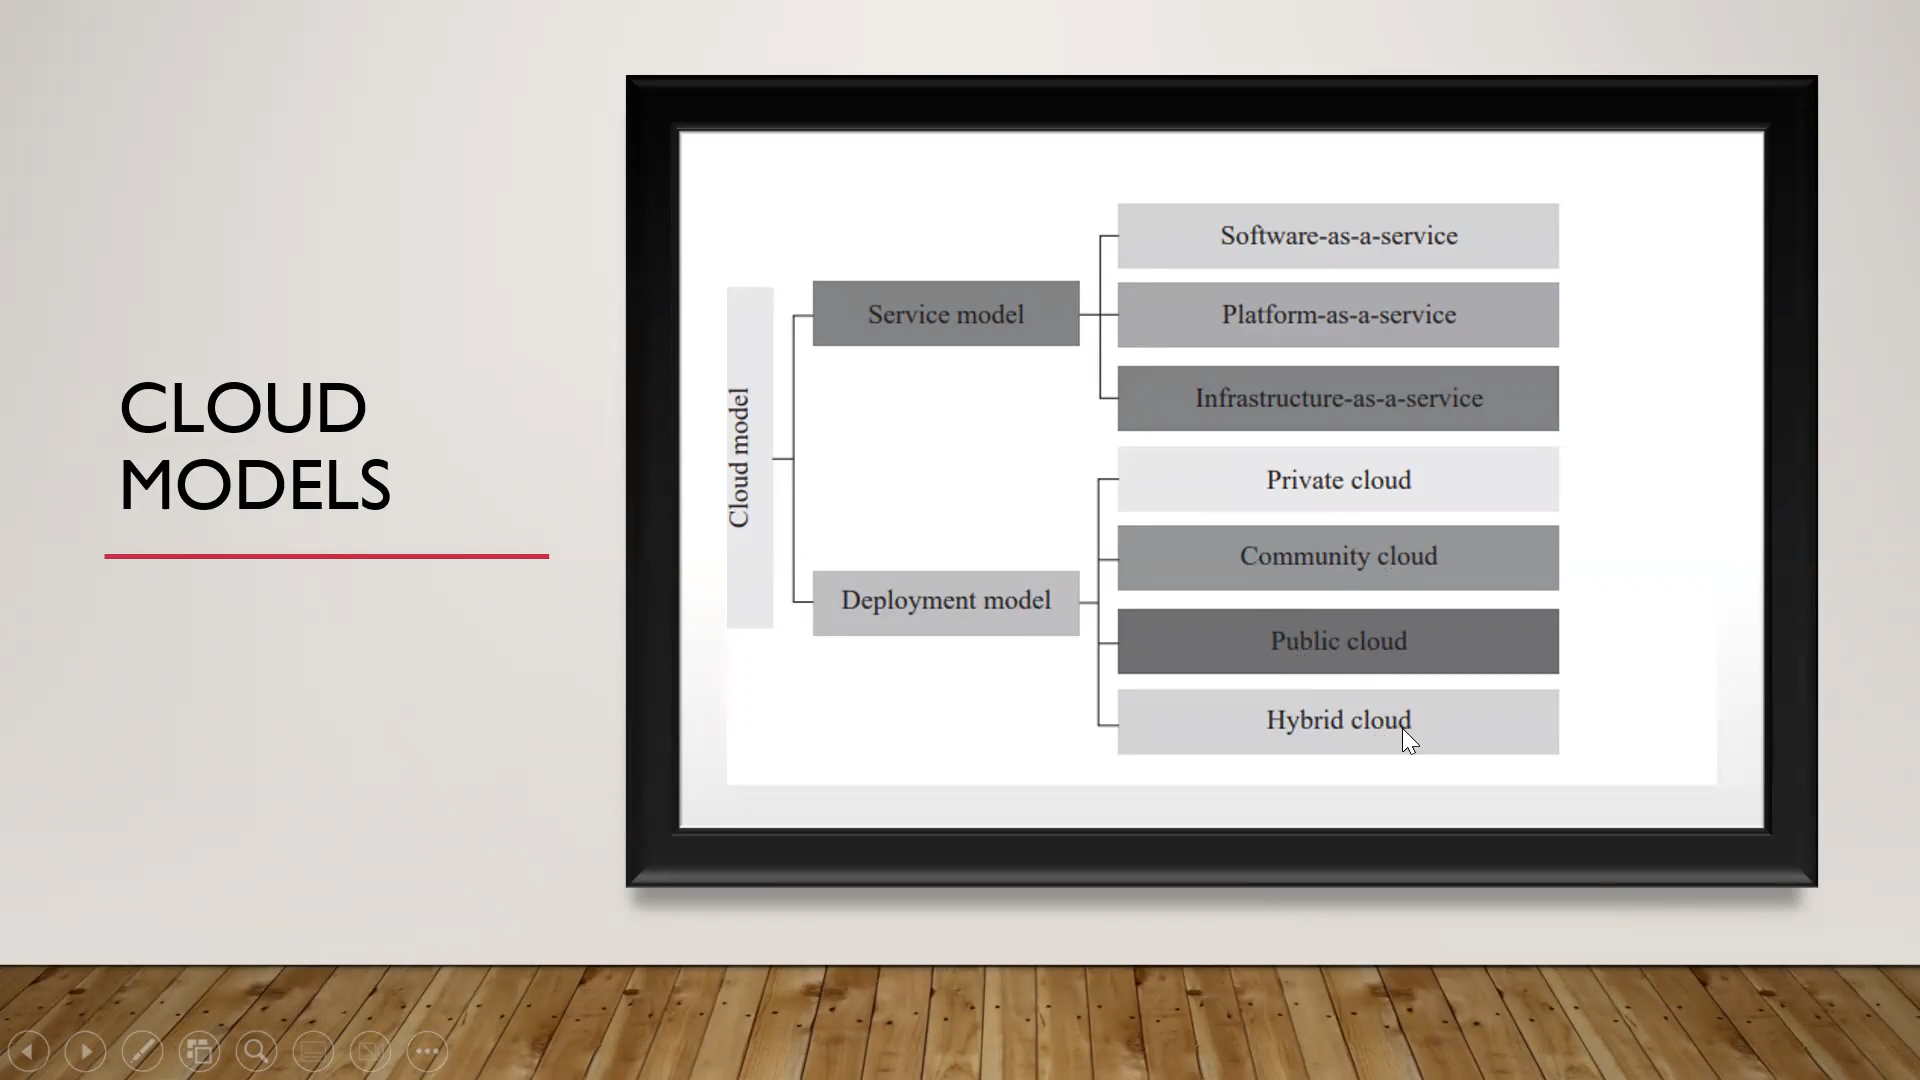 CLOUD
MODELS
Cloud model
Service model
Software-as-a-service
Platform-as-a-service
Infrastructure-as-a-service
Deployment model
Private cloud
Community cloud
Public cloud
Hybrid cloud